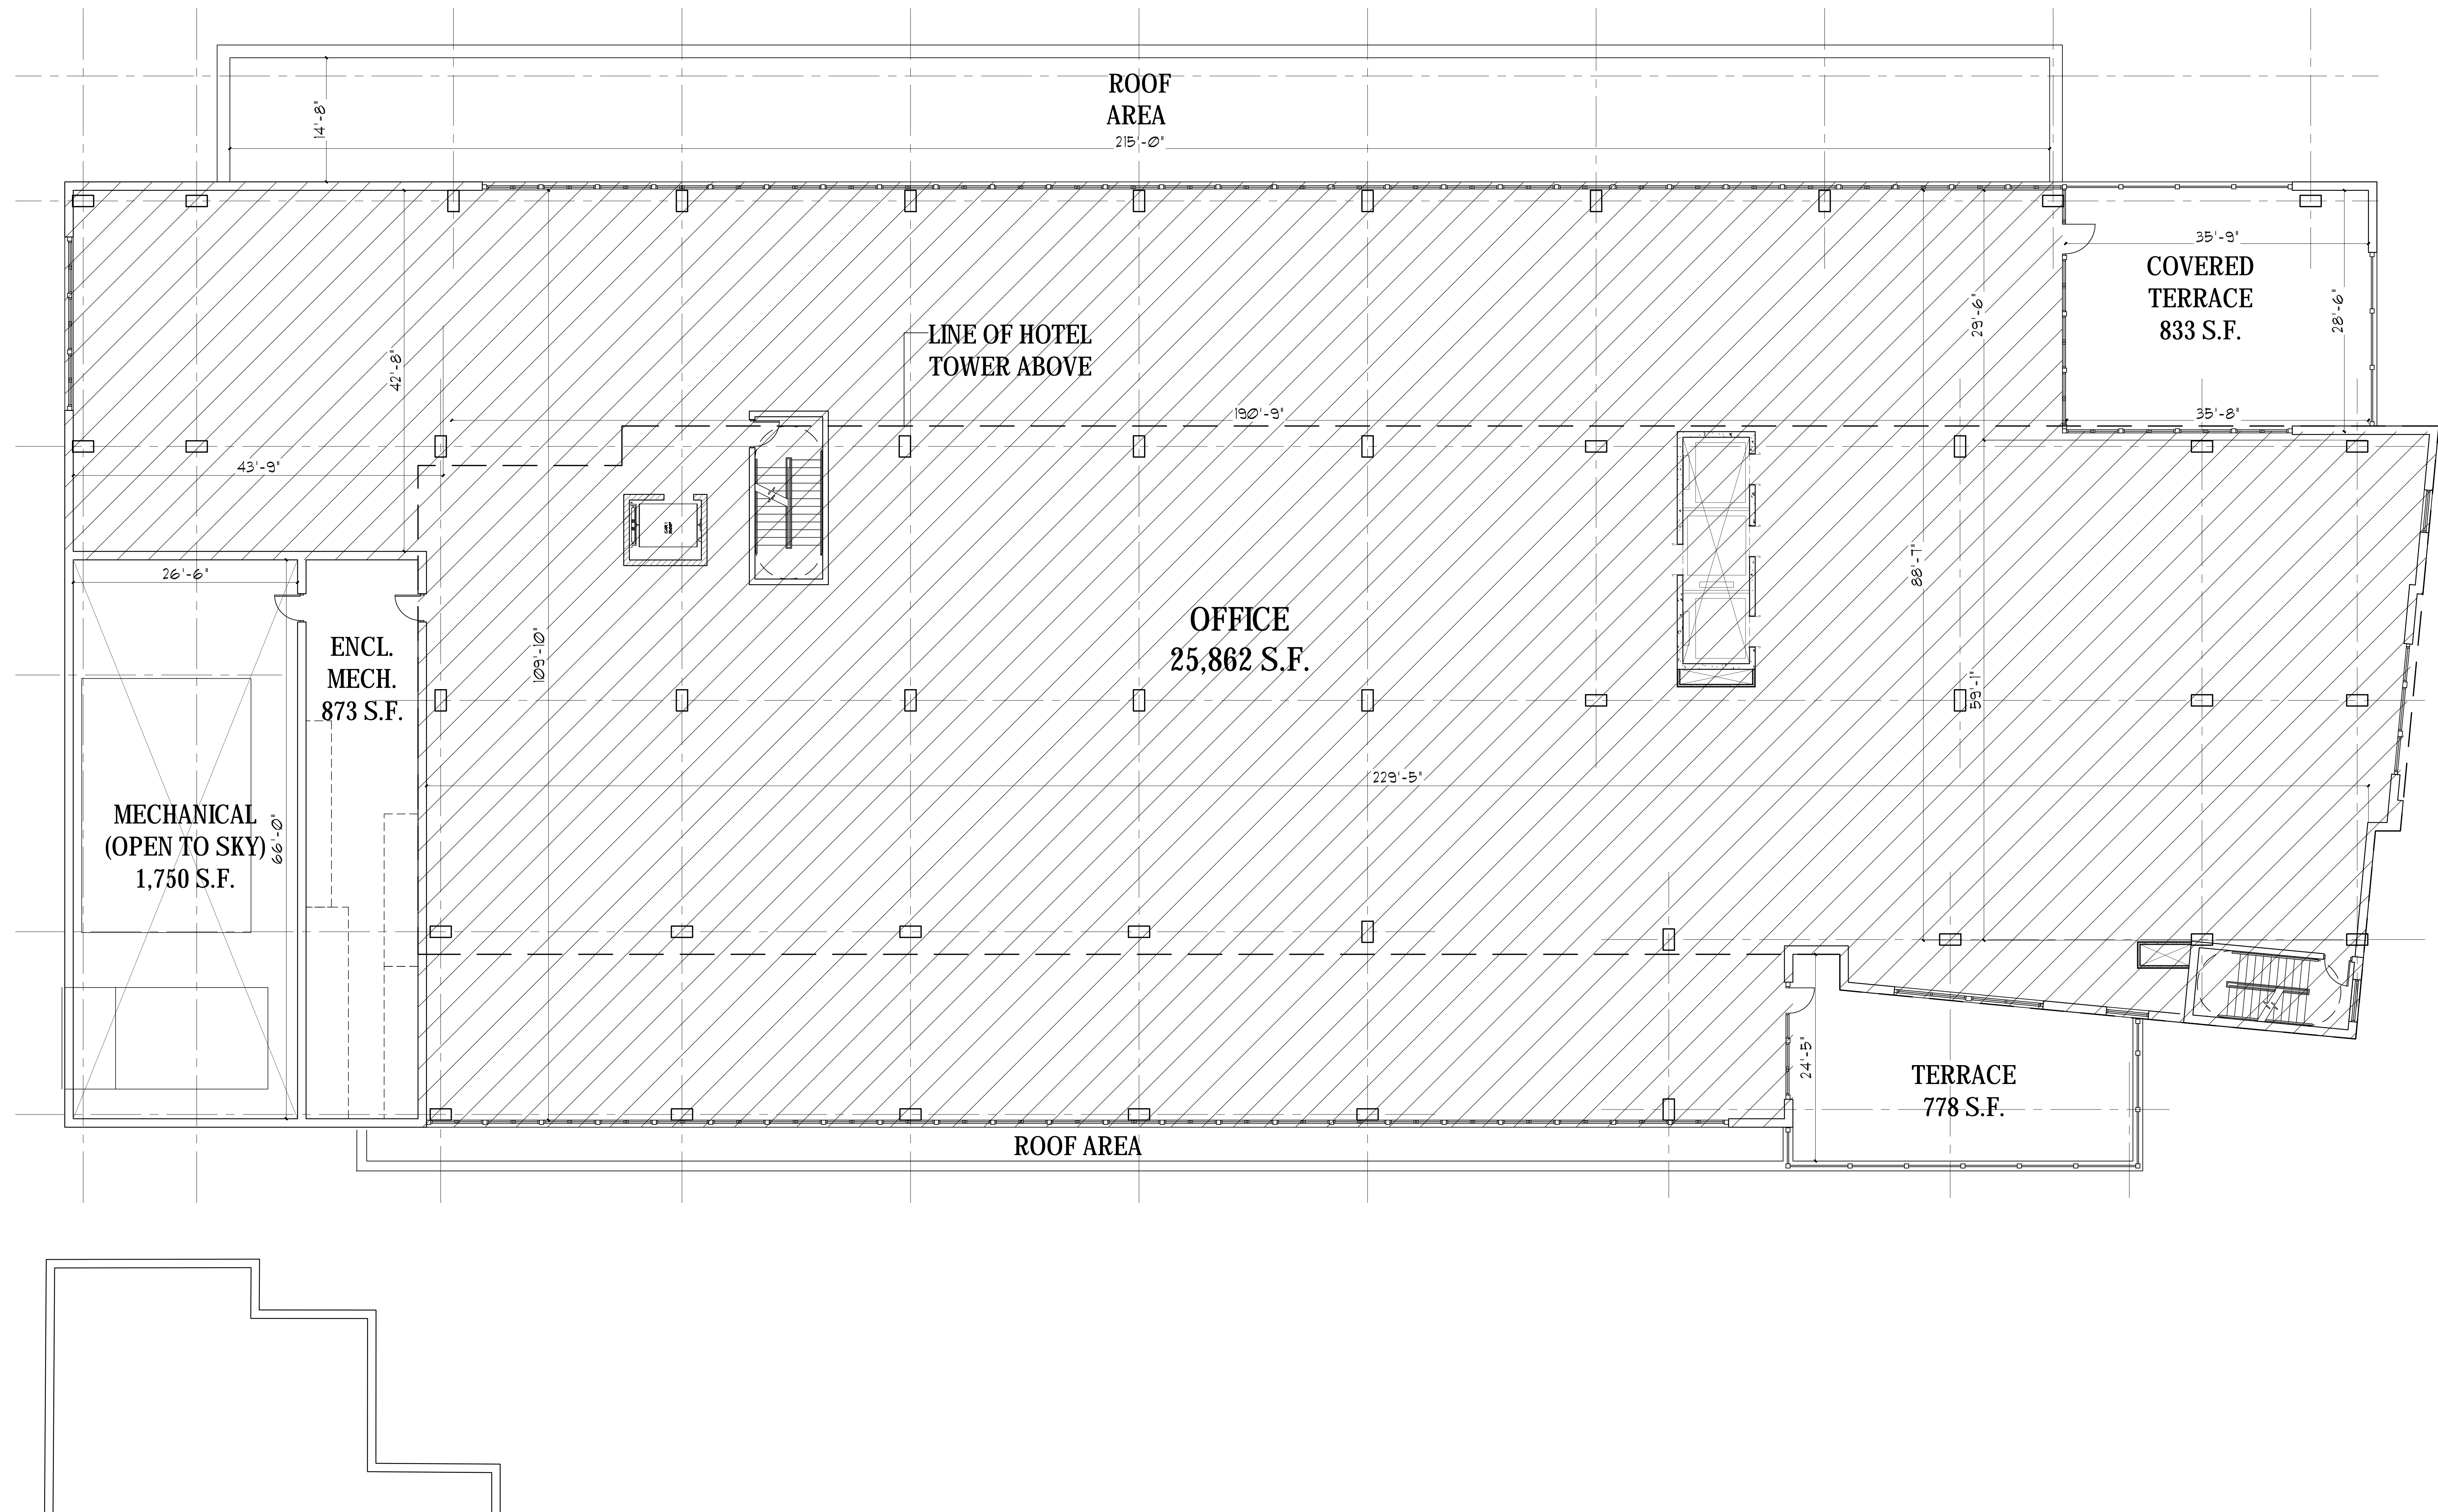 ROOF
AREA
14'-8"
215'-0"
35'-9"
COVERED
TERRACE
833 S.F.
28'-6"
29'-6"
LINE OF HOTEL
TOWER ABOVE
42'-8"
190'-9"
35'-8"
43'-9"
26'-6"
88'-7"
ENCL.
MECH.
873 S.F.
109'-10"
OFFICE
25,862 S.F.
59'-1"
229'-5"
MECHANICAL
(OPEN TO SKY)
1,750 S.F.
66'-0"
24'-5"
TERRACE
778 S.F.
ROOF AREA